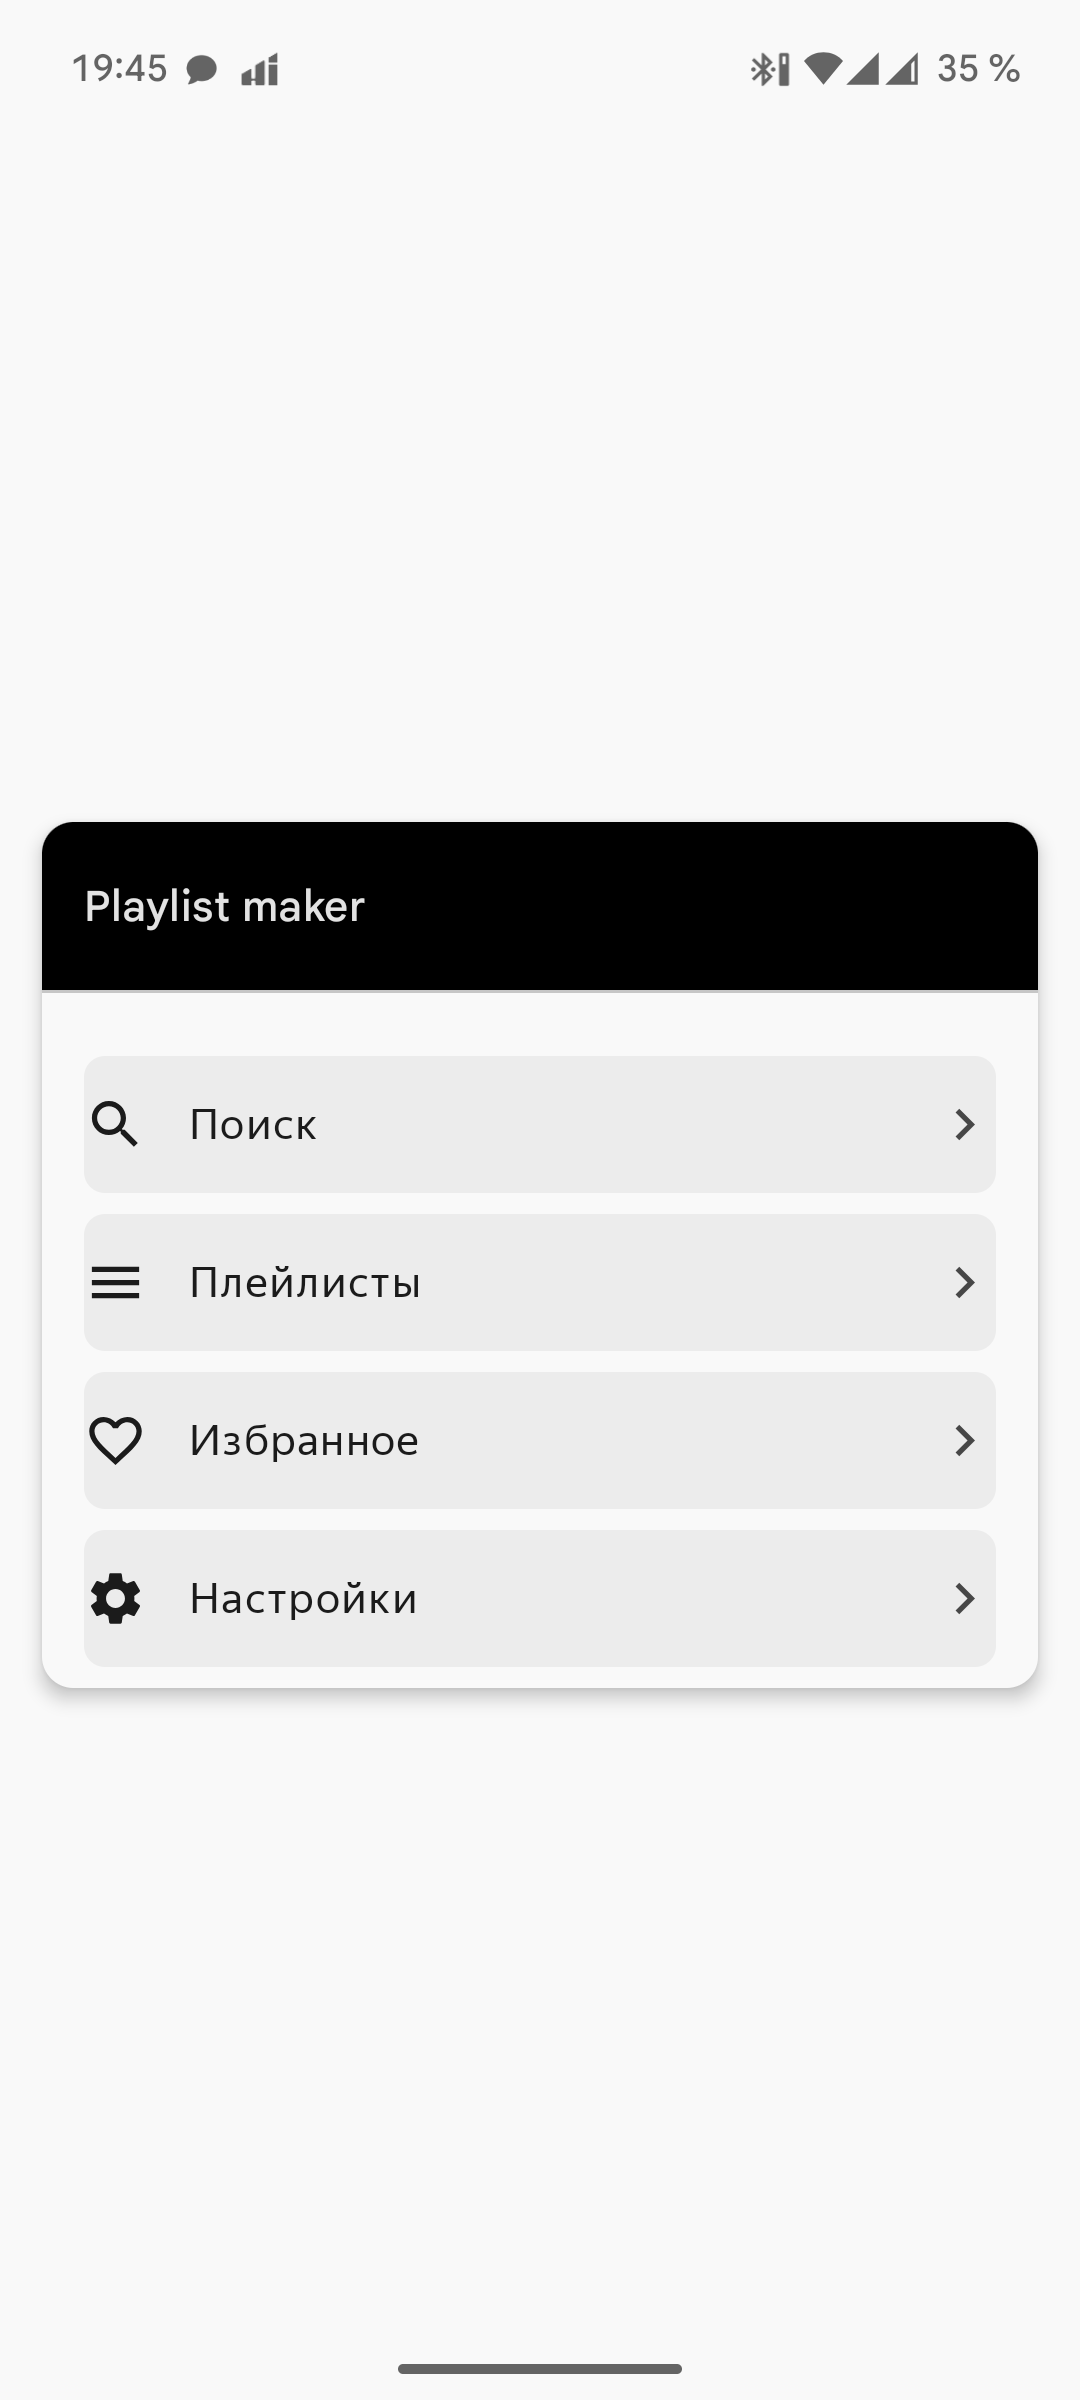 19:45
35 %
Playlist maker
Поиск
Плейлисты
Избранное
Настройки